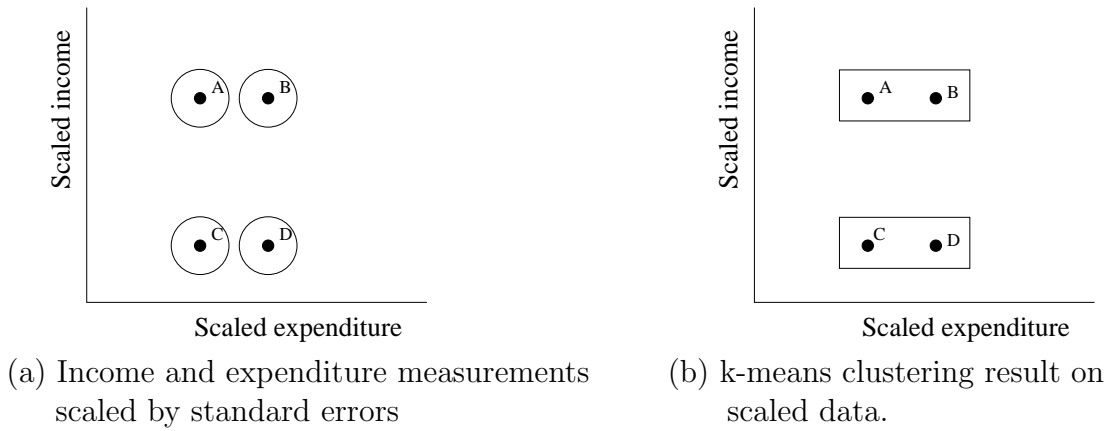 Scaled income
A
B
C
D
Scaled expenditure
(a) Income and expenditure measurements
scaled by standard errors
Scaled income
A
B
C
D
Scaled expenditure
(b) k-means clustering result on
scaled data.